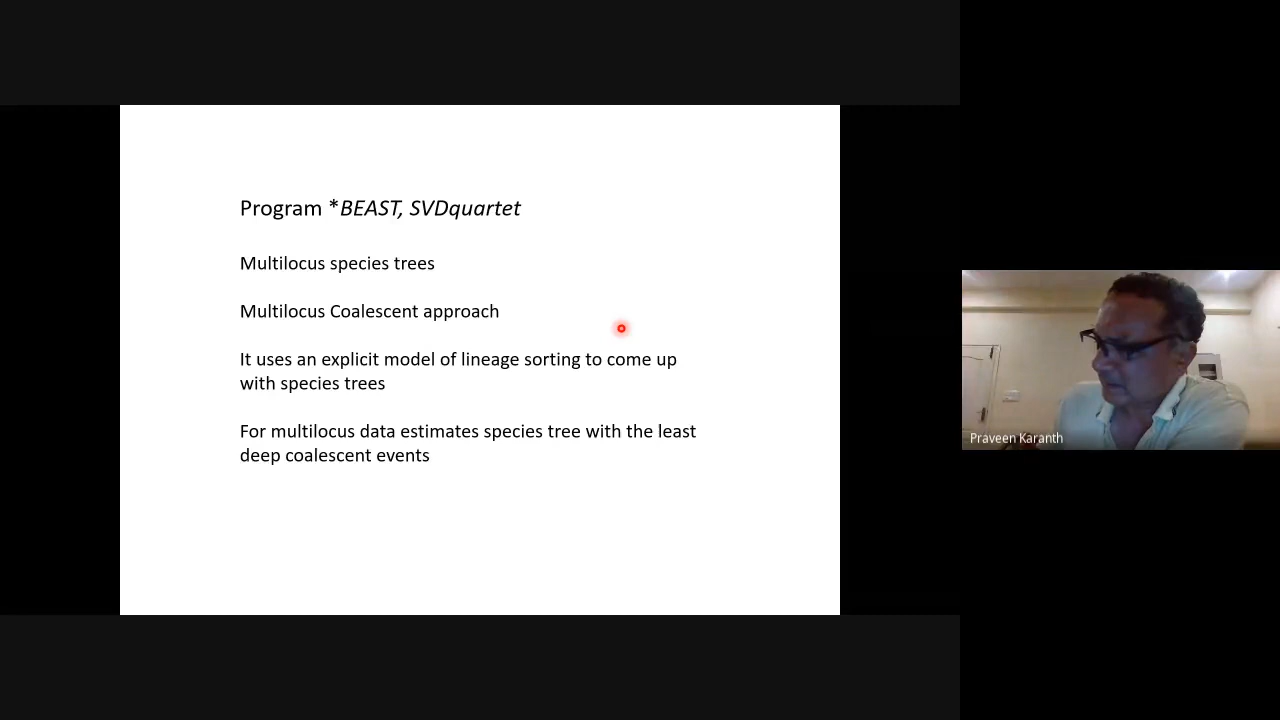 Program *BEAST, SVDquartet
Multilocus species trees
Multilocus Coalescent approach
It uses an explicit model of lineage sorting to come up
with species trees
For multilocus data estimates species tree with the least
deep coalescent events
Praveen Karanth